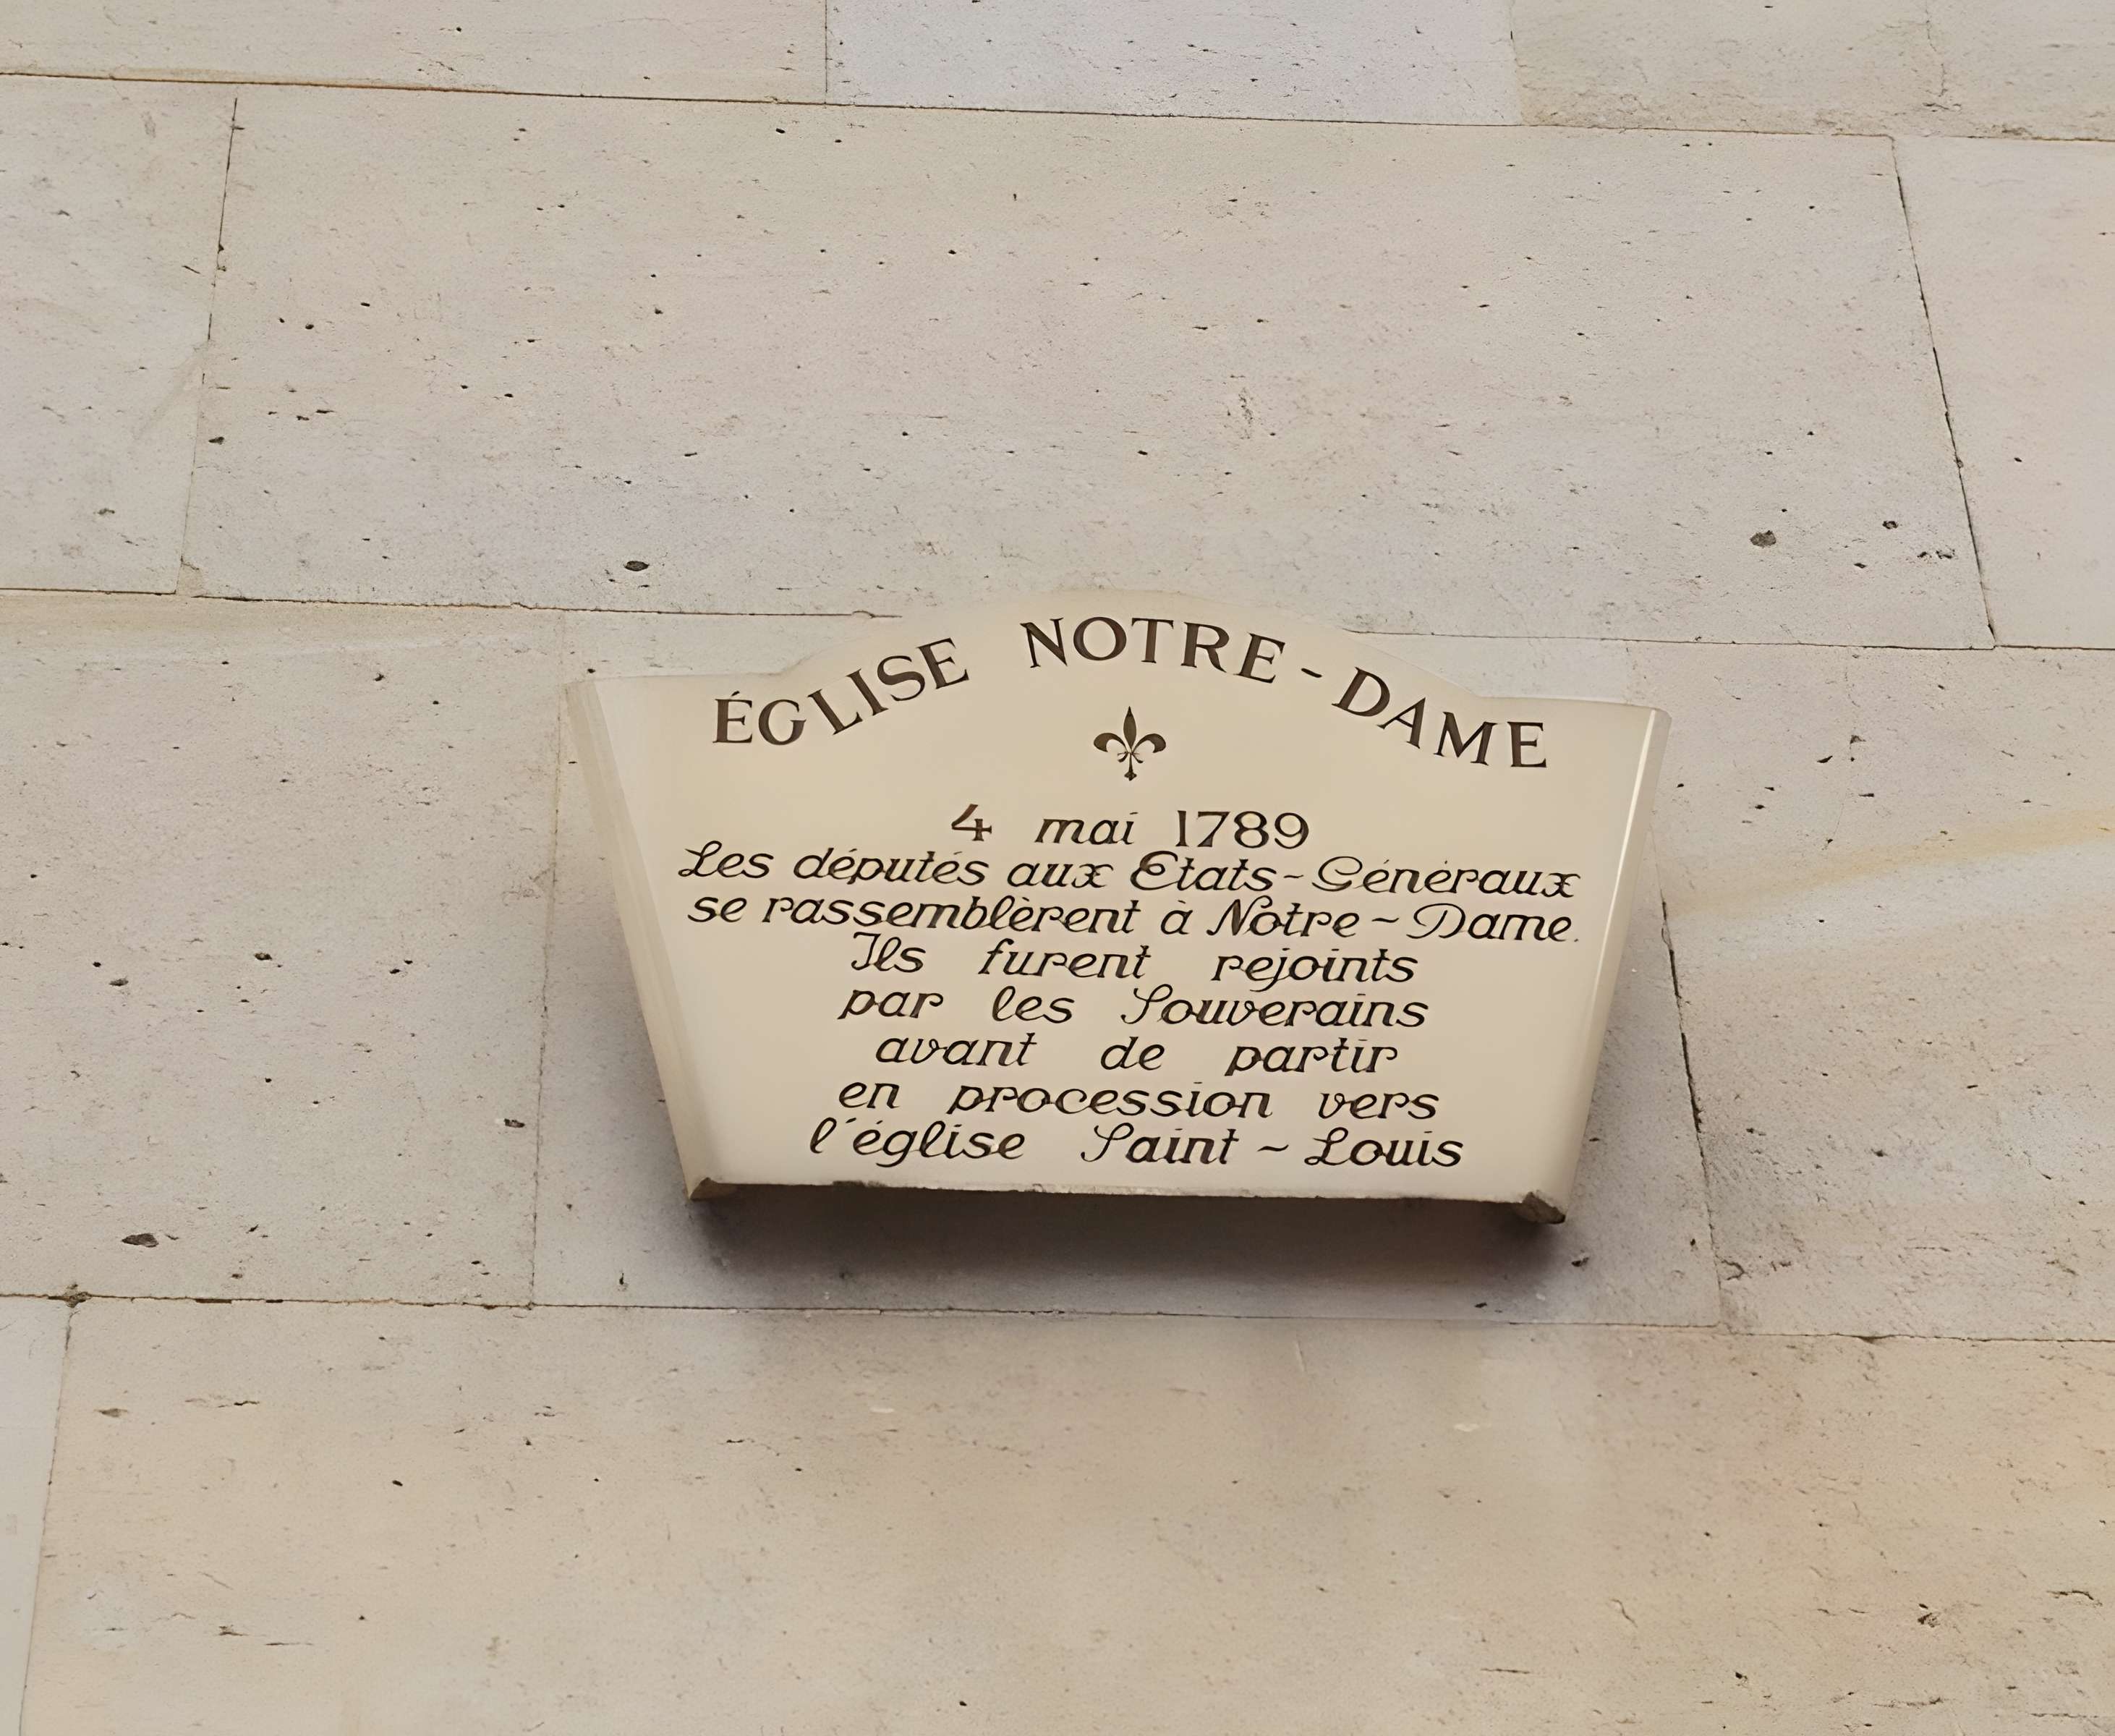 ÉGLISE NOTRE-DAME
4 mai 1789
Les députés aux Etats-Généraux
se rassemblèrent à Notre-Dame.
Ils furent rejoints
par les Souverains
avant de partir
en procession vers
l'église Saint-Louis